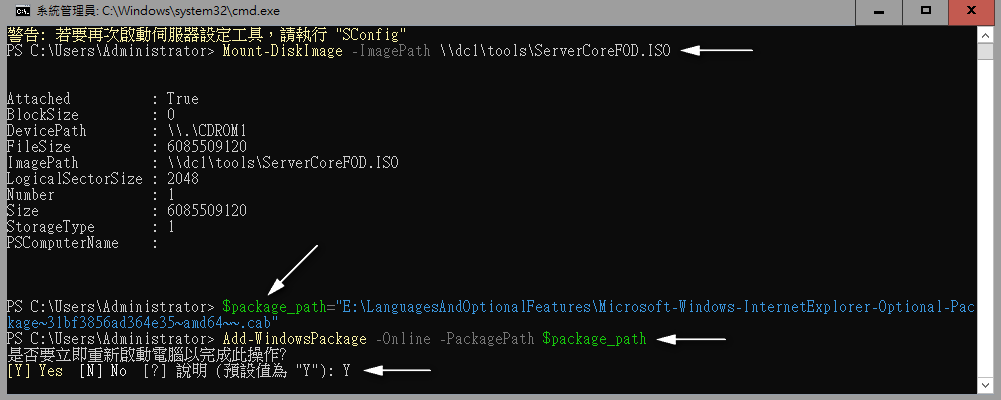 系統管理員: C:\Windows\system32\cmd.exe
警告: 若要再次啟動伺服器設定工具，請執行 "SConfig"
PS C:\Users\Administrator> Mount-DiskImage -ImagePath \\dc1\tools\ServerCoreFOD.ISO
Attached          : True
BlockSize         : 0
DevicePath        : \\.\CDROM1
FileSize          : 6085509120
ImagePath         : \\dc1\tools\ServerCoreFOD.ISO
LogicalSectorSize : 2048
Number            : 1
Size              : 6085509120
StorageType       : 1
PSComputerName    :
PS C:\Users\Administrator> $package_path="E:\LanguagesAndOptionalFeatures\Microsoft-Windows-InternetExplorer-Optional-Pac
kage~31bf3856ad364e35~amd64~~.cab"
PS C:\Users\Administrator> Add-WindowsPackage -Online -PackagePath $package_path
是否要立即重新啟動電腦以完成此操作?
[Y] Yes  [N] No  [?] 說明 (預設值為 "Y"): Y